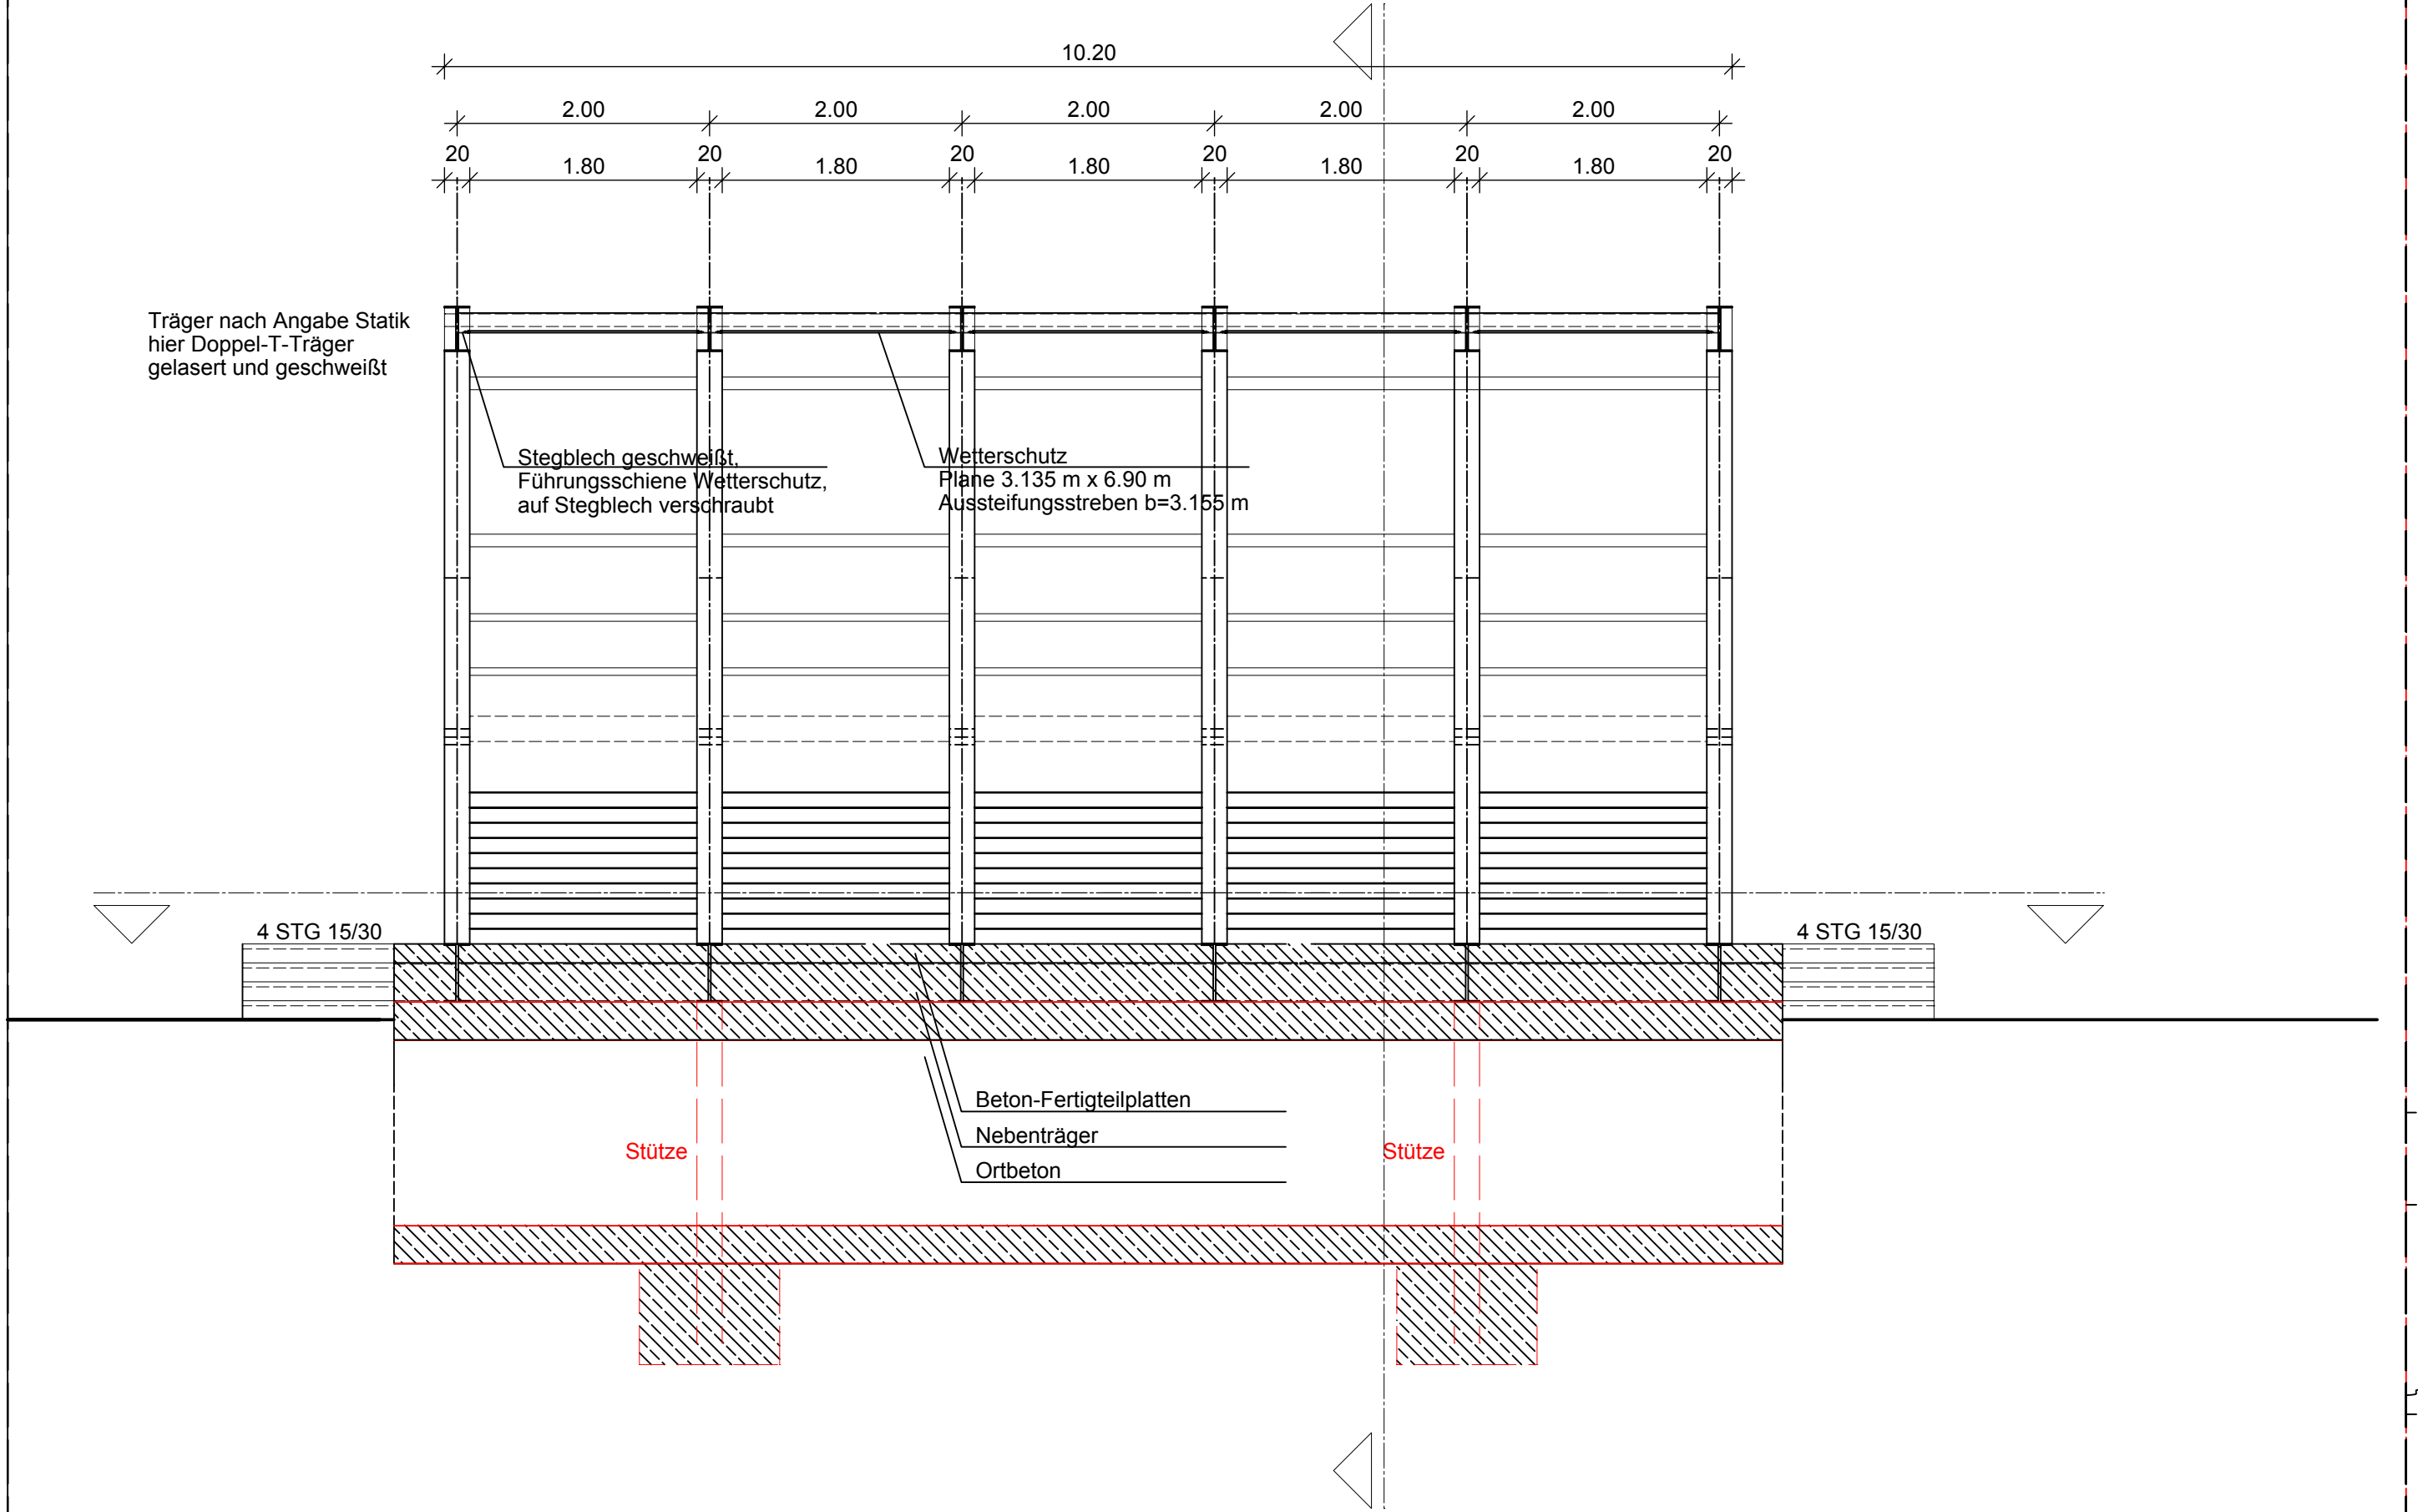 10.20
2.00 2.00 2.00 2.00 2.00
20 20 20 20 20 20
1.80 1.80 1.80 1.80 1.80
Träger nach Angabe Statik
hier Doppel-T-Träger
gelasert und geschweißt
Stegblech geschweißt,
Führungsschiene Wetterschutz,
auf Stegblech verschraubt
Wetterschutz
Plane 3.135 m x 6.90 m
Aussteifungsstreben b=3.155 m
4 STG 15/30
4 STG 15/30
Beton-Fertigteilplatten
Nebenträger
Ortbeton
Stütze
Stütze